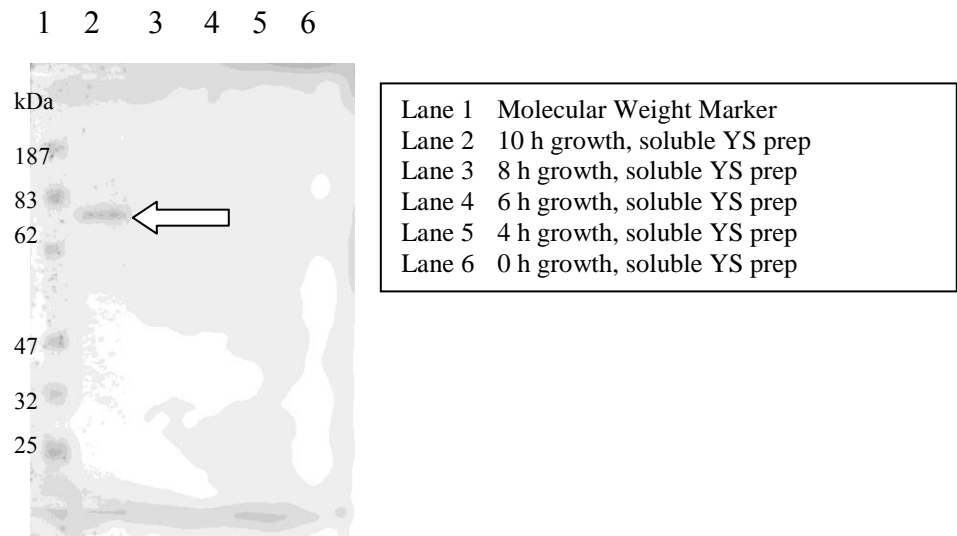 1 2 3 4 5 6
kDa
187
83
62
47
32
25
Lane 1 Molecular Weight Marker
Lane 2 10 h growth, soluble YS prep
Lane 3 8 h growth, soluble YS prep
Lane 4 6 h growth, soluble YS prep
Lane 5 4 h growth, soluble YS prep
Lane 6 0 h growth, soluble YS prep